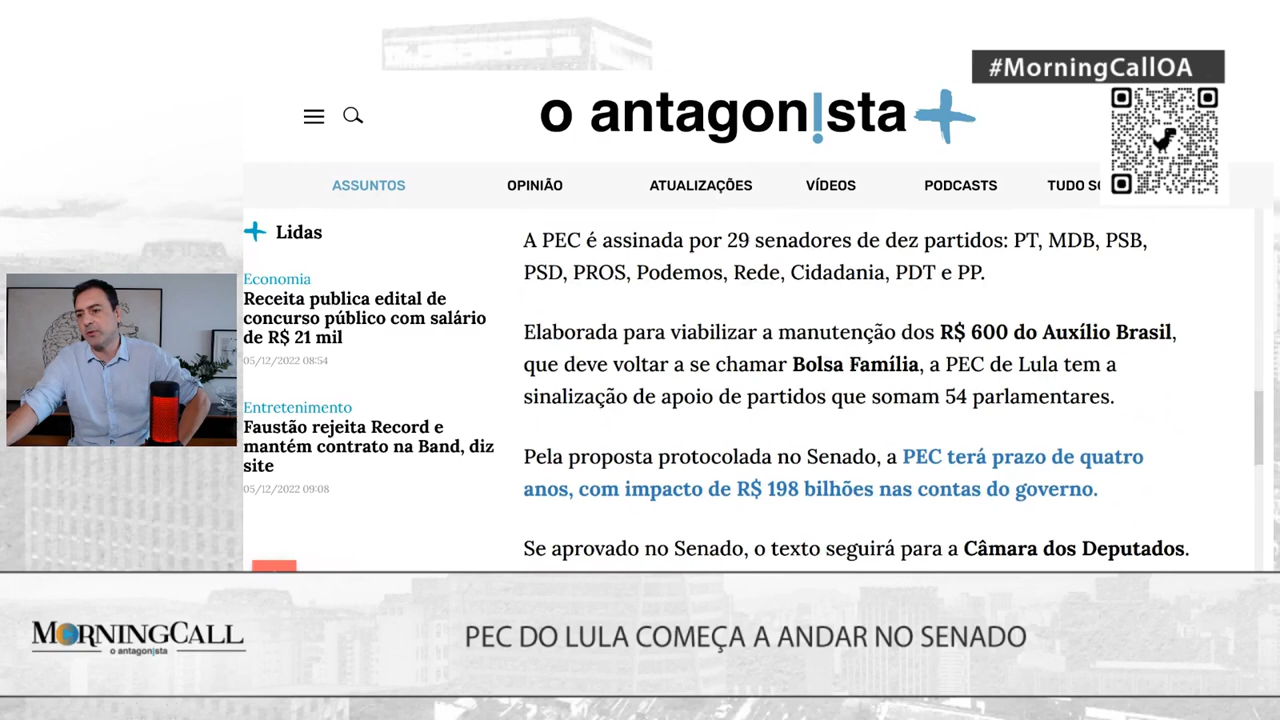 #MorningCallOA
o antagon!sta+
ASSUNTOS
OPINIÃO
ATUALIZAÇÕES
VÍDEOS
PODCASTS
TUDO SO
+ Lidas
Economia
Receita publica edital de
concurso público com salário
de R$ 21 mil
05/12/2022 08:54
Entretenimento
Faustão rejeita Record e
mantém contrato na Band, diz
site
05/12/2022 09:08
A PEC é assinada por 29 senadores de dez partidos: PT, MDB, PSB,
PSD, PROS, Podemos, Rede, Cidadania, PDT e PP.
Elaborada para viabilizar a manutenção dos R$ 600 do Auxílio Brasil,
que deve voltar a se chamar Bolsa Família, a PEC de Lula tem a
sinalização de apoio de partidos que somam 54 parlamentares.
Pela proposta protocolada no Senado, a PEC terá prazo de quatro
anos, com impacto de R$ 198 bilhões nas contas do governo.
Se aprovado no Senado, o texto seguirá para a Câmara dos Deputados.
MORNINGCALL
o antagon!sta
PEC DO LULA COMEÇA A ANDAR NO SENADO